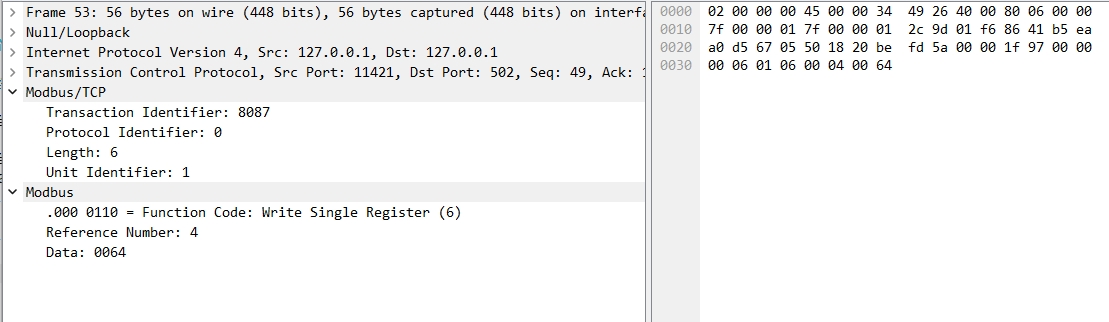 Frame 53: 56 bytes on wire (448 bits), 56 bytes captured (448 bits) on interfa
Null/Loopback
Internet Protocol Version 4, Src: 127.0.0.1, Dst: 127.0.0.1
Transmission Control Protocol, Src Port: 11421, Dst Port: 502, Seq: 49, Ack: 1
Modbus/TCP
Transaction Identifier: 8087
Protocol Identifier: 0
Length: 6
Unit Identifier: 1
Modbus
.000 0110 = Function Code: Write Single Register (6)
Reference Number: 4
Data: 0064
0000 02 00 00 00 45 00 00 34 49 26 40 00 80 06 00 00
0010 7f 00 00 01 7f 00 00 01 2c 9d 01 f6 86 41 b5 ea
0020 a0 d5 67 05 50 18 20 be fd 5a 00 00 1f 97 00 00
0030 00 06 01 06 00 04 00 64